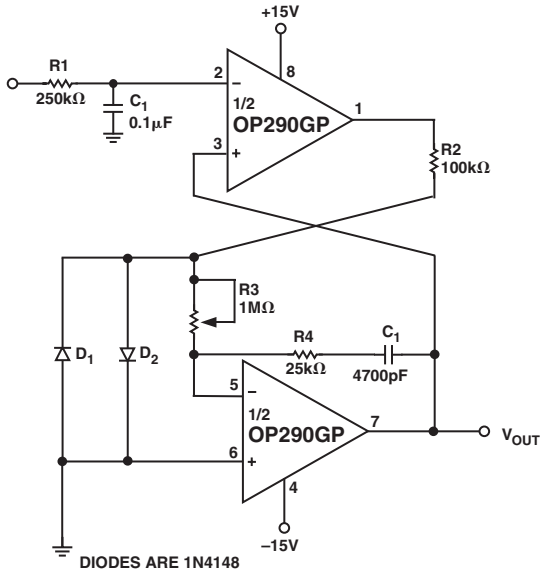 +15V
R1
250kΩ
C1
0.1μF
2
−
8
1/2
OP290GP
1
3
+
R2
100kΩ
R3
1MΩ
D1
D2
R4
25kΩ
C1
4700pF
5
−
1/2
OP290GP
7
VOUT
6
+
4
−15V
DIODES ARE 1N4148